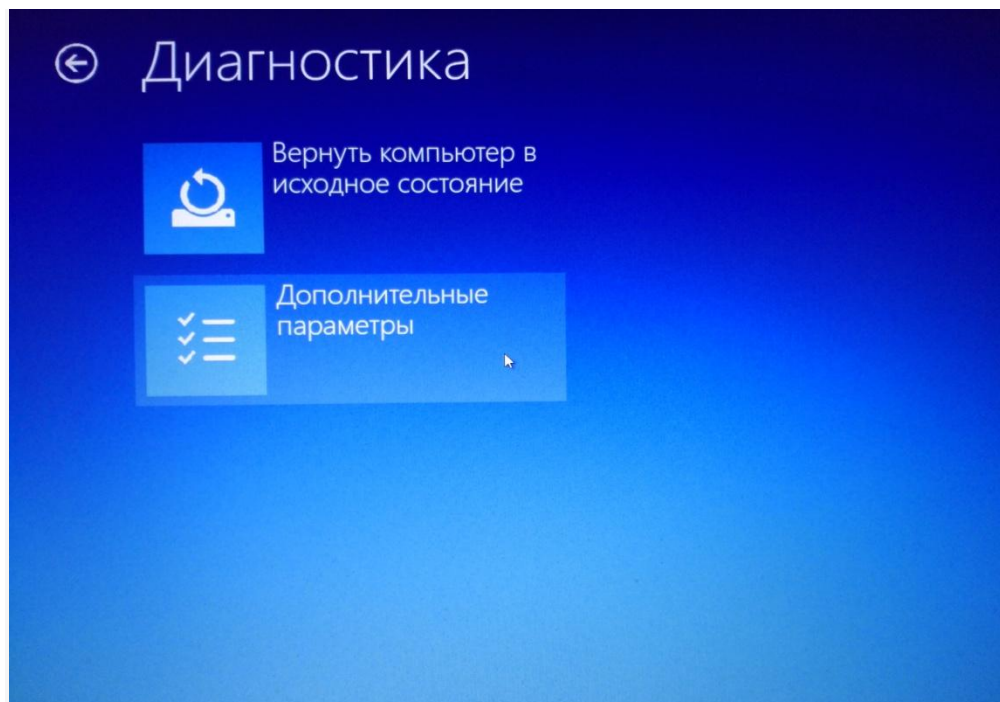 Диагностика
Вернуть компьютер в
исходное состояние
Дополнительные
параметры